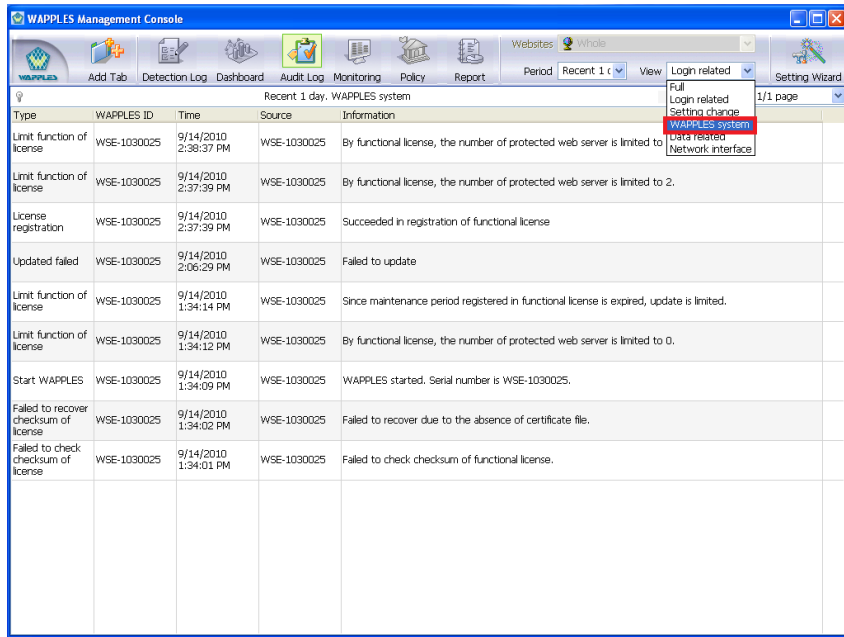 WAPPLES Management Console
WAPPLES
Add Tab
Detection Log
Dashboard
Audit Log
Monitoring
Policy
Report
Websites Whole
Period Recent 1 View Login related
Setting Wizard
Full
Login related
Setting change
WAPPLES system
Data related
Network interface
Recent 1 day. WAPPLES system
1/1 page
Type WAPPLES ID Time Source Information
Limit function of
license
WSE-1030025
9/14/2010
2:38:37 PM
WSE-1030025
By functional license, the number of protected web server is limited to
Limit function of
license
WSE-1030025
9/14/2010
2:37:39 PM
WSE-1030025
By functional license, the number of protected web server is limited to 2.
License
registration
WSE-1030025
9/14/2010
2:37:39 PM
WSE-1030025
Succeeded in registration of functional license
Updated failed
WSE-1030025
9/14/2010
2:06:29 PM
WSE-1030025
Failed to update
Limit function of
license
WSE-1030025
9/14/2010
1:34:14 PM
WSE-1030025
Since maintenance period registered in functional license is expired, update is limited.
Limit function of
license
WSE-1030025
9/14/2010
1:34:12 PM
WSE-1030025
By functional license, the number of protected web server is limited to 0.
Start WAPPLES
WSE-1030025
9/14/2010
1:34:09 PM
WSE-1030025
WAPPLES started. Serial number is WSE-1030025.
Failed to recover
checksum of
license
WSE-1030025
9/14/2010
1:34:02 PM
WSE-1030025
Failed to recover due to the absence of certificate file.
Failed to check
checksum of
license
WSE-1030025
9/14/2010
1:34:01 PM
WSE-1030025
Failed to check checksum of functional license.